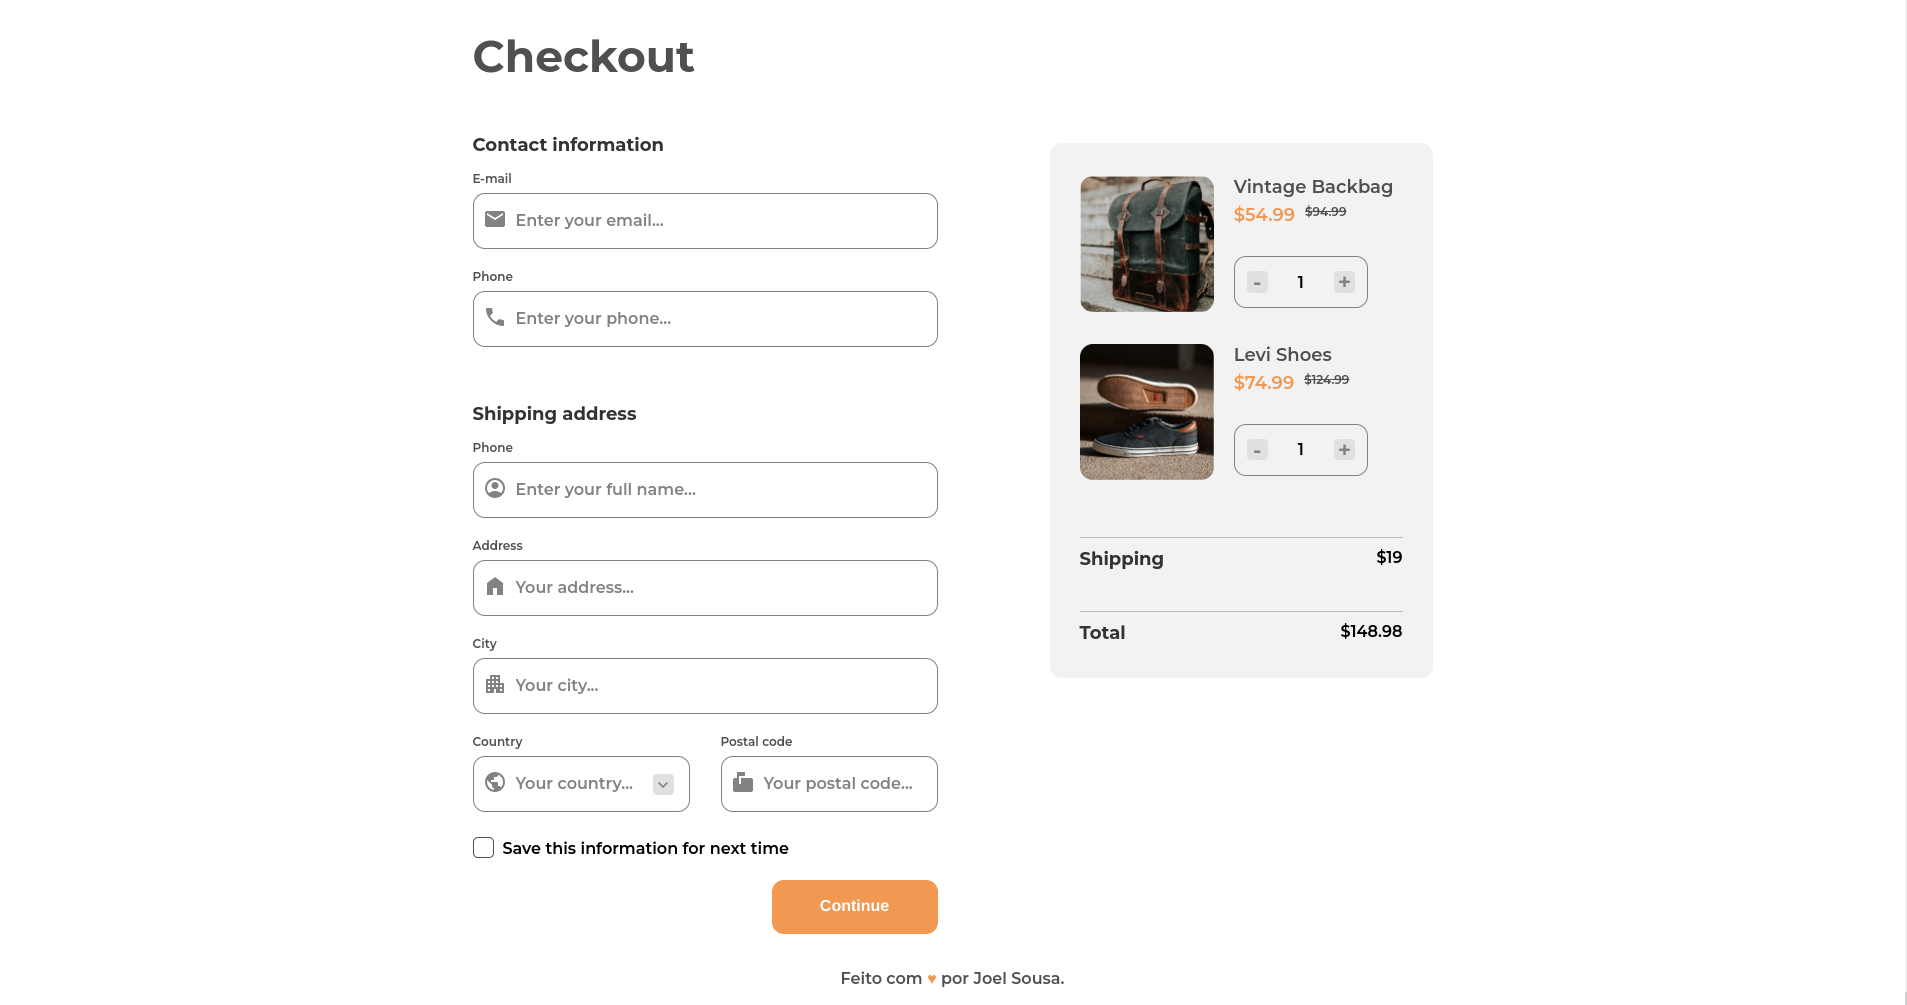 Checkout
Contact information
E-mail
Enter your email...
Phone
Enter your phone...
Shipping address
Phone
Enter your full name...
Address
Your address...
City
Your city...
Country
Your country...
Postal code
Your postal code...
Save this information for next time
Continue
Vintage Backbag
$54.99 $94.99
- 1 +
Levi Shoes
$74.99 $124.99
- 1 +
Shipping $19
Total $148.98
Feito com ♥ por Joel Sousa.